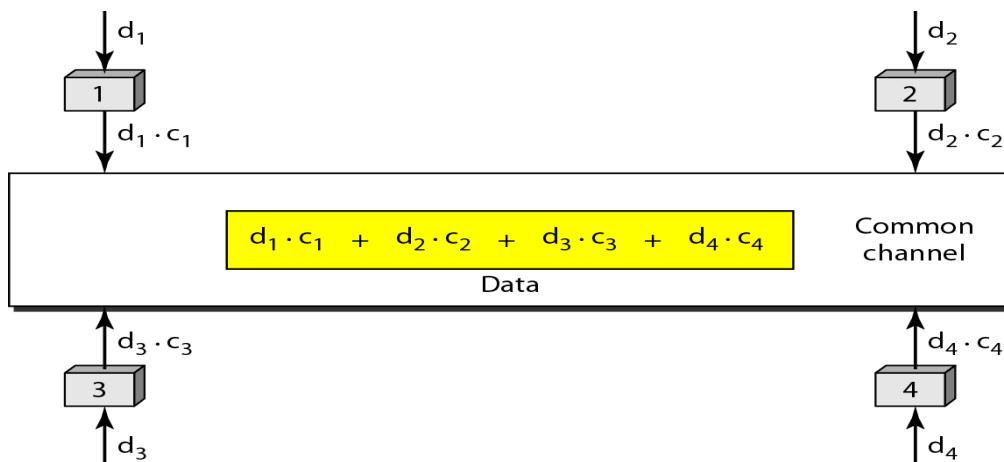 d₁ d₂
1 2
d₁ · c₁ d₂ · c₂
d₁ · c₁ + d₂ · c₂ + d₃ · c₃ + d₄ · c₄
Common
channel
Data
d₃ · c₃ d₄ · c₄
3 4
d₃ d₄